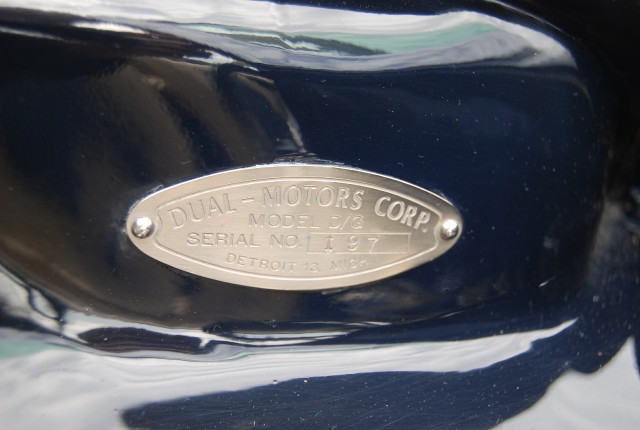 DUAL-MOTORS CORP.
MODEL D/G
SERIAL NO. 197
DETROIT 13, MICH.